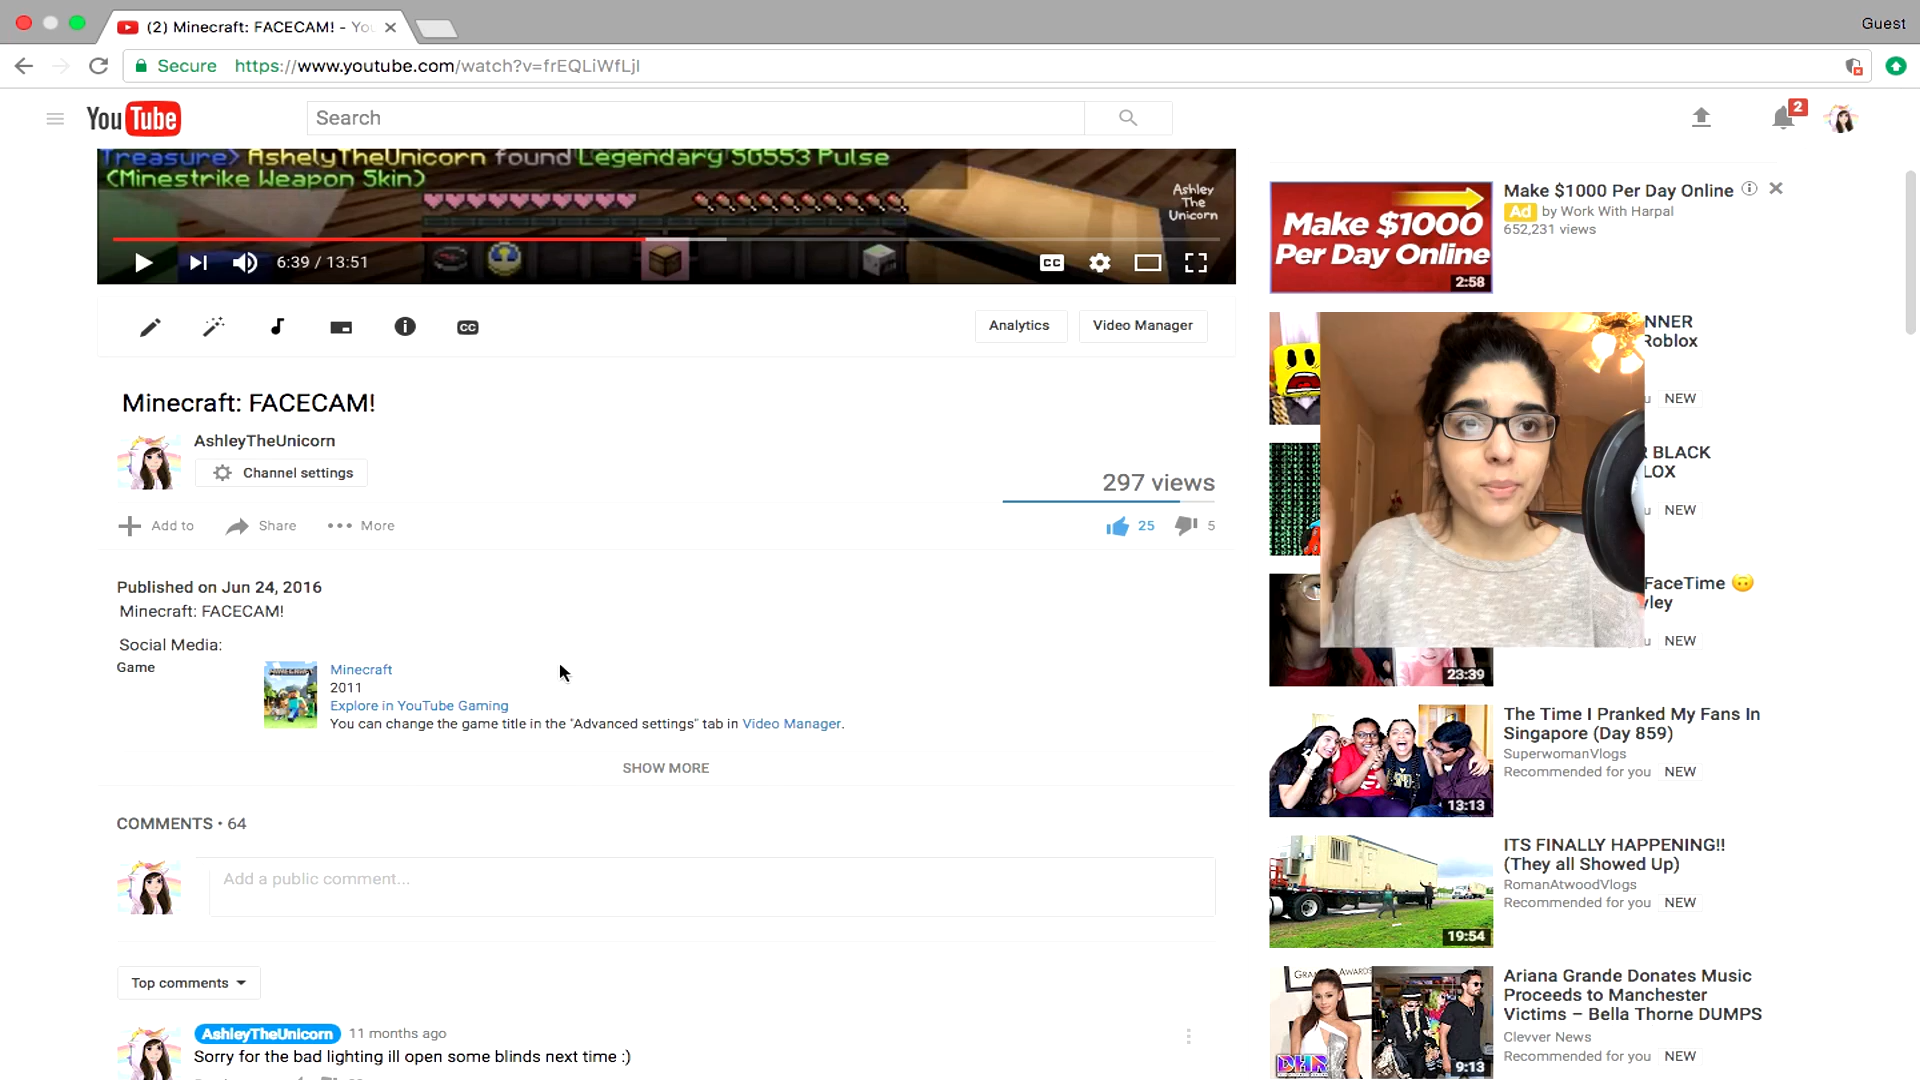 (2) Minecraft: FACECAM! - You
Guest
Secure https://www.youtube.com/watch?v=frEQLiWfLjI
YouTube
Search
2
Treasure> AshelyTheUnicorn found Legendary SG553 Pulse
(Minestrike Weapon Skin)
Ashley
The
Unicorn
6:39 / 13:51
CC
CC
Analytics
Video Manager
Minecraft: FACECAM!
AshleyTheUnicorn
Channel settings
297 views
Add to
Share
More
25
5
Published on Jun 24, 2016
Minecraft: FACECAM!
Social Media:
Game
Minecraft
2011
Explore in YouTube Gaming
You can change the game title in the "Advanced settings" tab in Video Manager.
SHOW MORE
COMMENTS • 64
Add a public comment...
Top comments
AshleyTheUnicorn 11 months ago
Sorry for the bad lighting ill open some blinds next time :)
Make $1000
Per Day Online
2:58
Make $1000 Per Day Online
Ad by Work With Harpal
652,231 views
NNER
Roblox
u NEW
BLACK
LOX
u NEW
FaceTime 🙃
ley
u NEW
23:39
13:13
The Time I Pranked My Fans In
Singapore (Day 859)
SuperwomanVlogs
Recommended for you NEW
19:54
ITS FINALLY HAPPENING!!
(They all Showed Up)
RomanAtwoodVlogs
Recommended for you NEW
DHR
9:13
Ariana Grande Donates Music
Proceeds to Manchester
Victims – Bella Thorne DUMPS
Clevver News
Recommended for you NEW